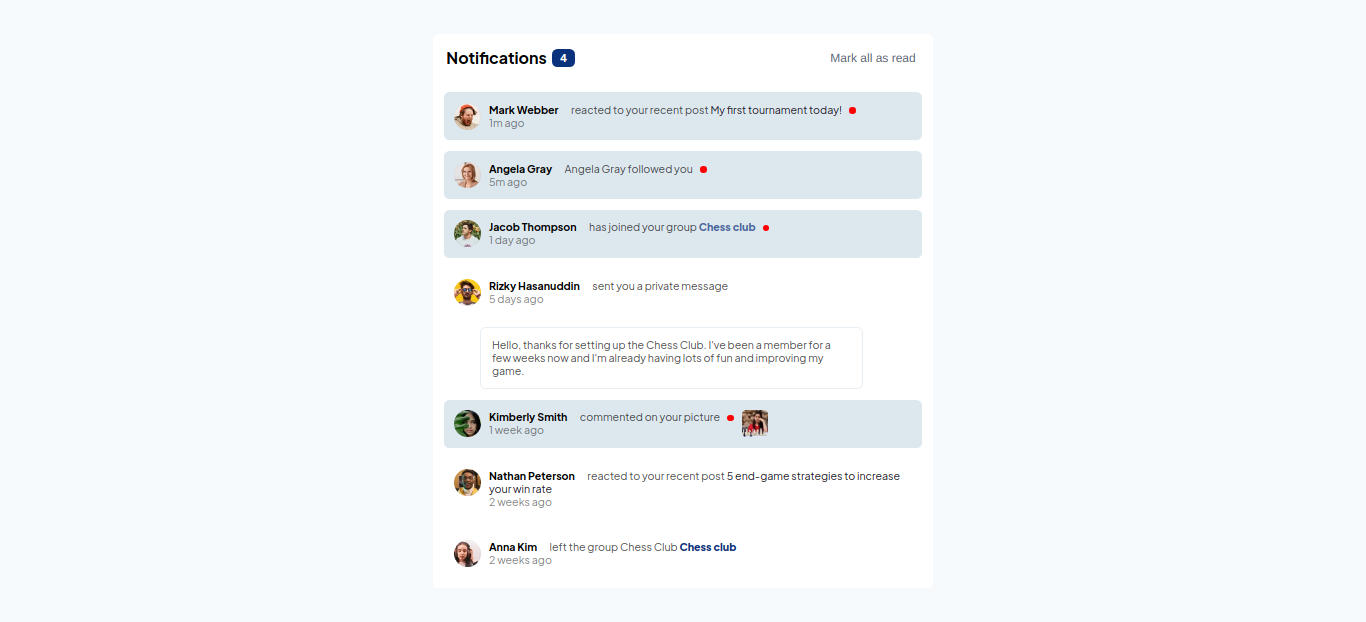 Notifications 4
Mark all as read
Mark Webber reacted to your recent post My first tournament today!
1m ago
Angela Gray Angela Gray followed you
5m ago
Jacob Thompson has joined your group Chess club
1 day ago
Rizky Hasanuddin sent you a private message
5 days ago
Hello, thanks for setting up the Chess Club. I've been a member for a
few weeks now and I'm already having lots of fun and improving my
game.
Kimberly Smith commented on your picture
1 week ago
Nathan Peterson reacted to your recent post 5 end-game strategies to increase
your win rate
2 weeks ago
Anna Kim left the group Chess Club Chess club
2 weeks ago